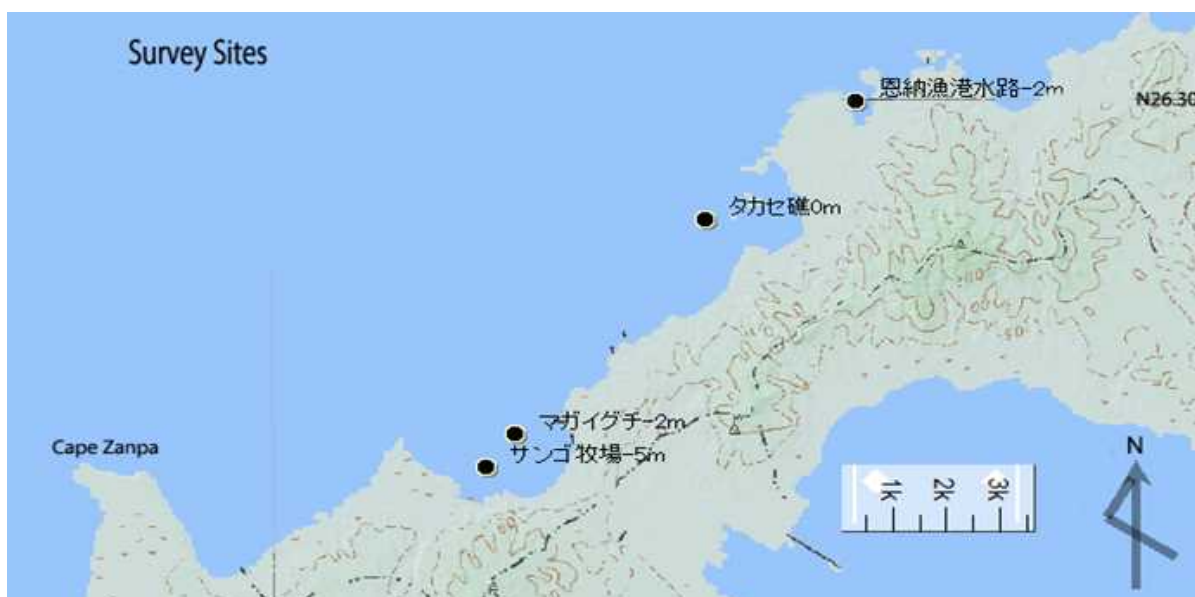 Survey Sites
恩納漁港水路-2m
N26.30
タカセ礁0m
マガイグチ-2m
サンゴ牧場-5m
Cape Zanpa
N
1k 2k 3k